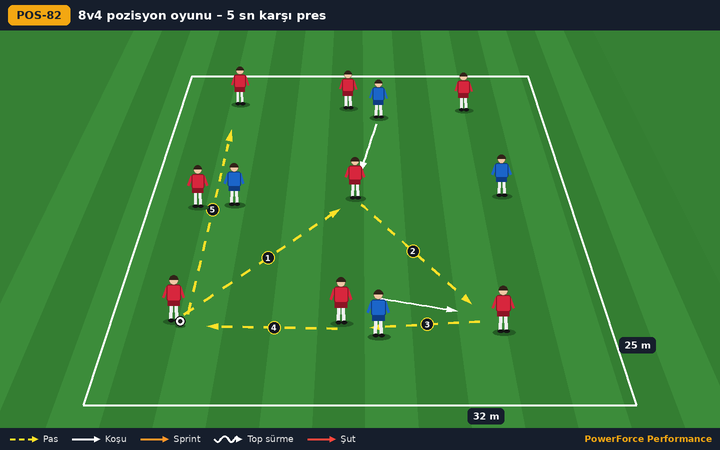 POS-82
8v4 pozisyon oyunu – 5 sn karşı pres
5
1
2
4
3
25 m
32 m
Pas
Koşu
Sprint
Top sürme
Şut
PowerForce Performance